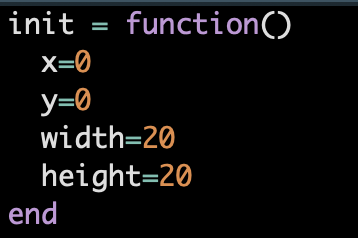 init = function()
  x=0
  y=0
  width=20
  height=20
end